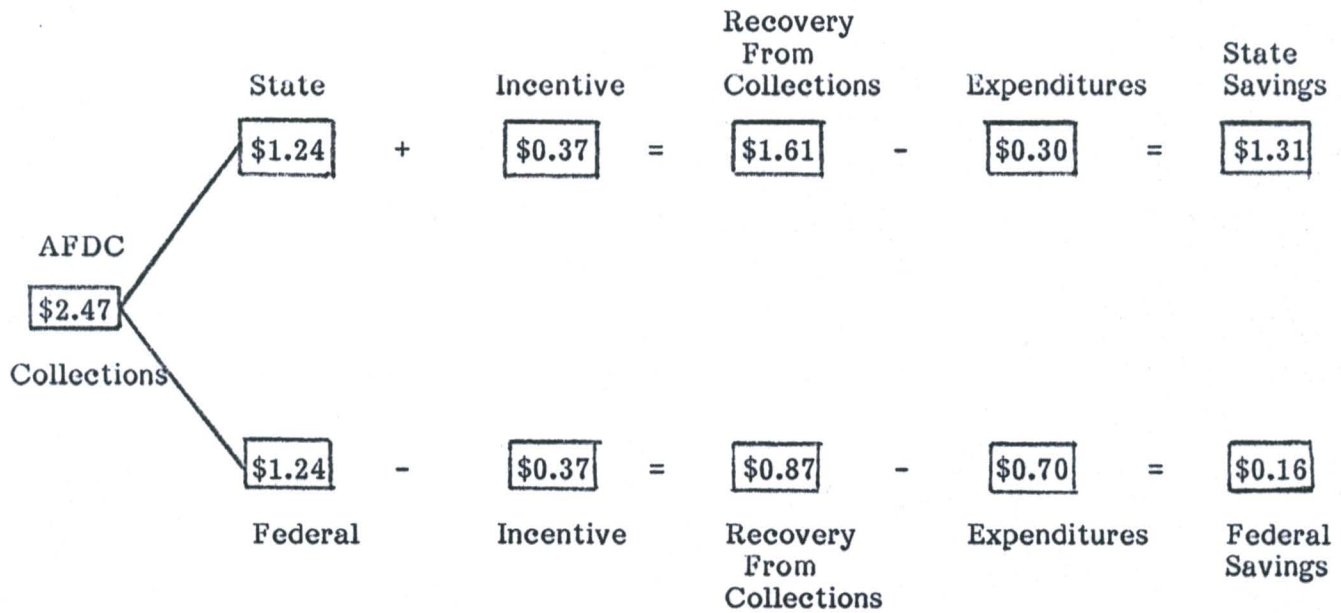 Recovery
From
State Incentive Collections Expenditures State Savings
$1.24 + $0.37 = $1.61 - $0.30 = $1.31
AFDC
$2.47
Collections
$1.24 - $0.37 = $0.87 - $0.70 = $0.16
Federal Incentive Recovery Expenditures Federal
From Savings
Collections